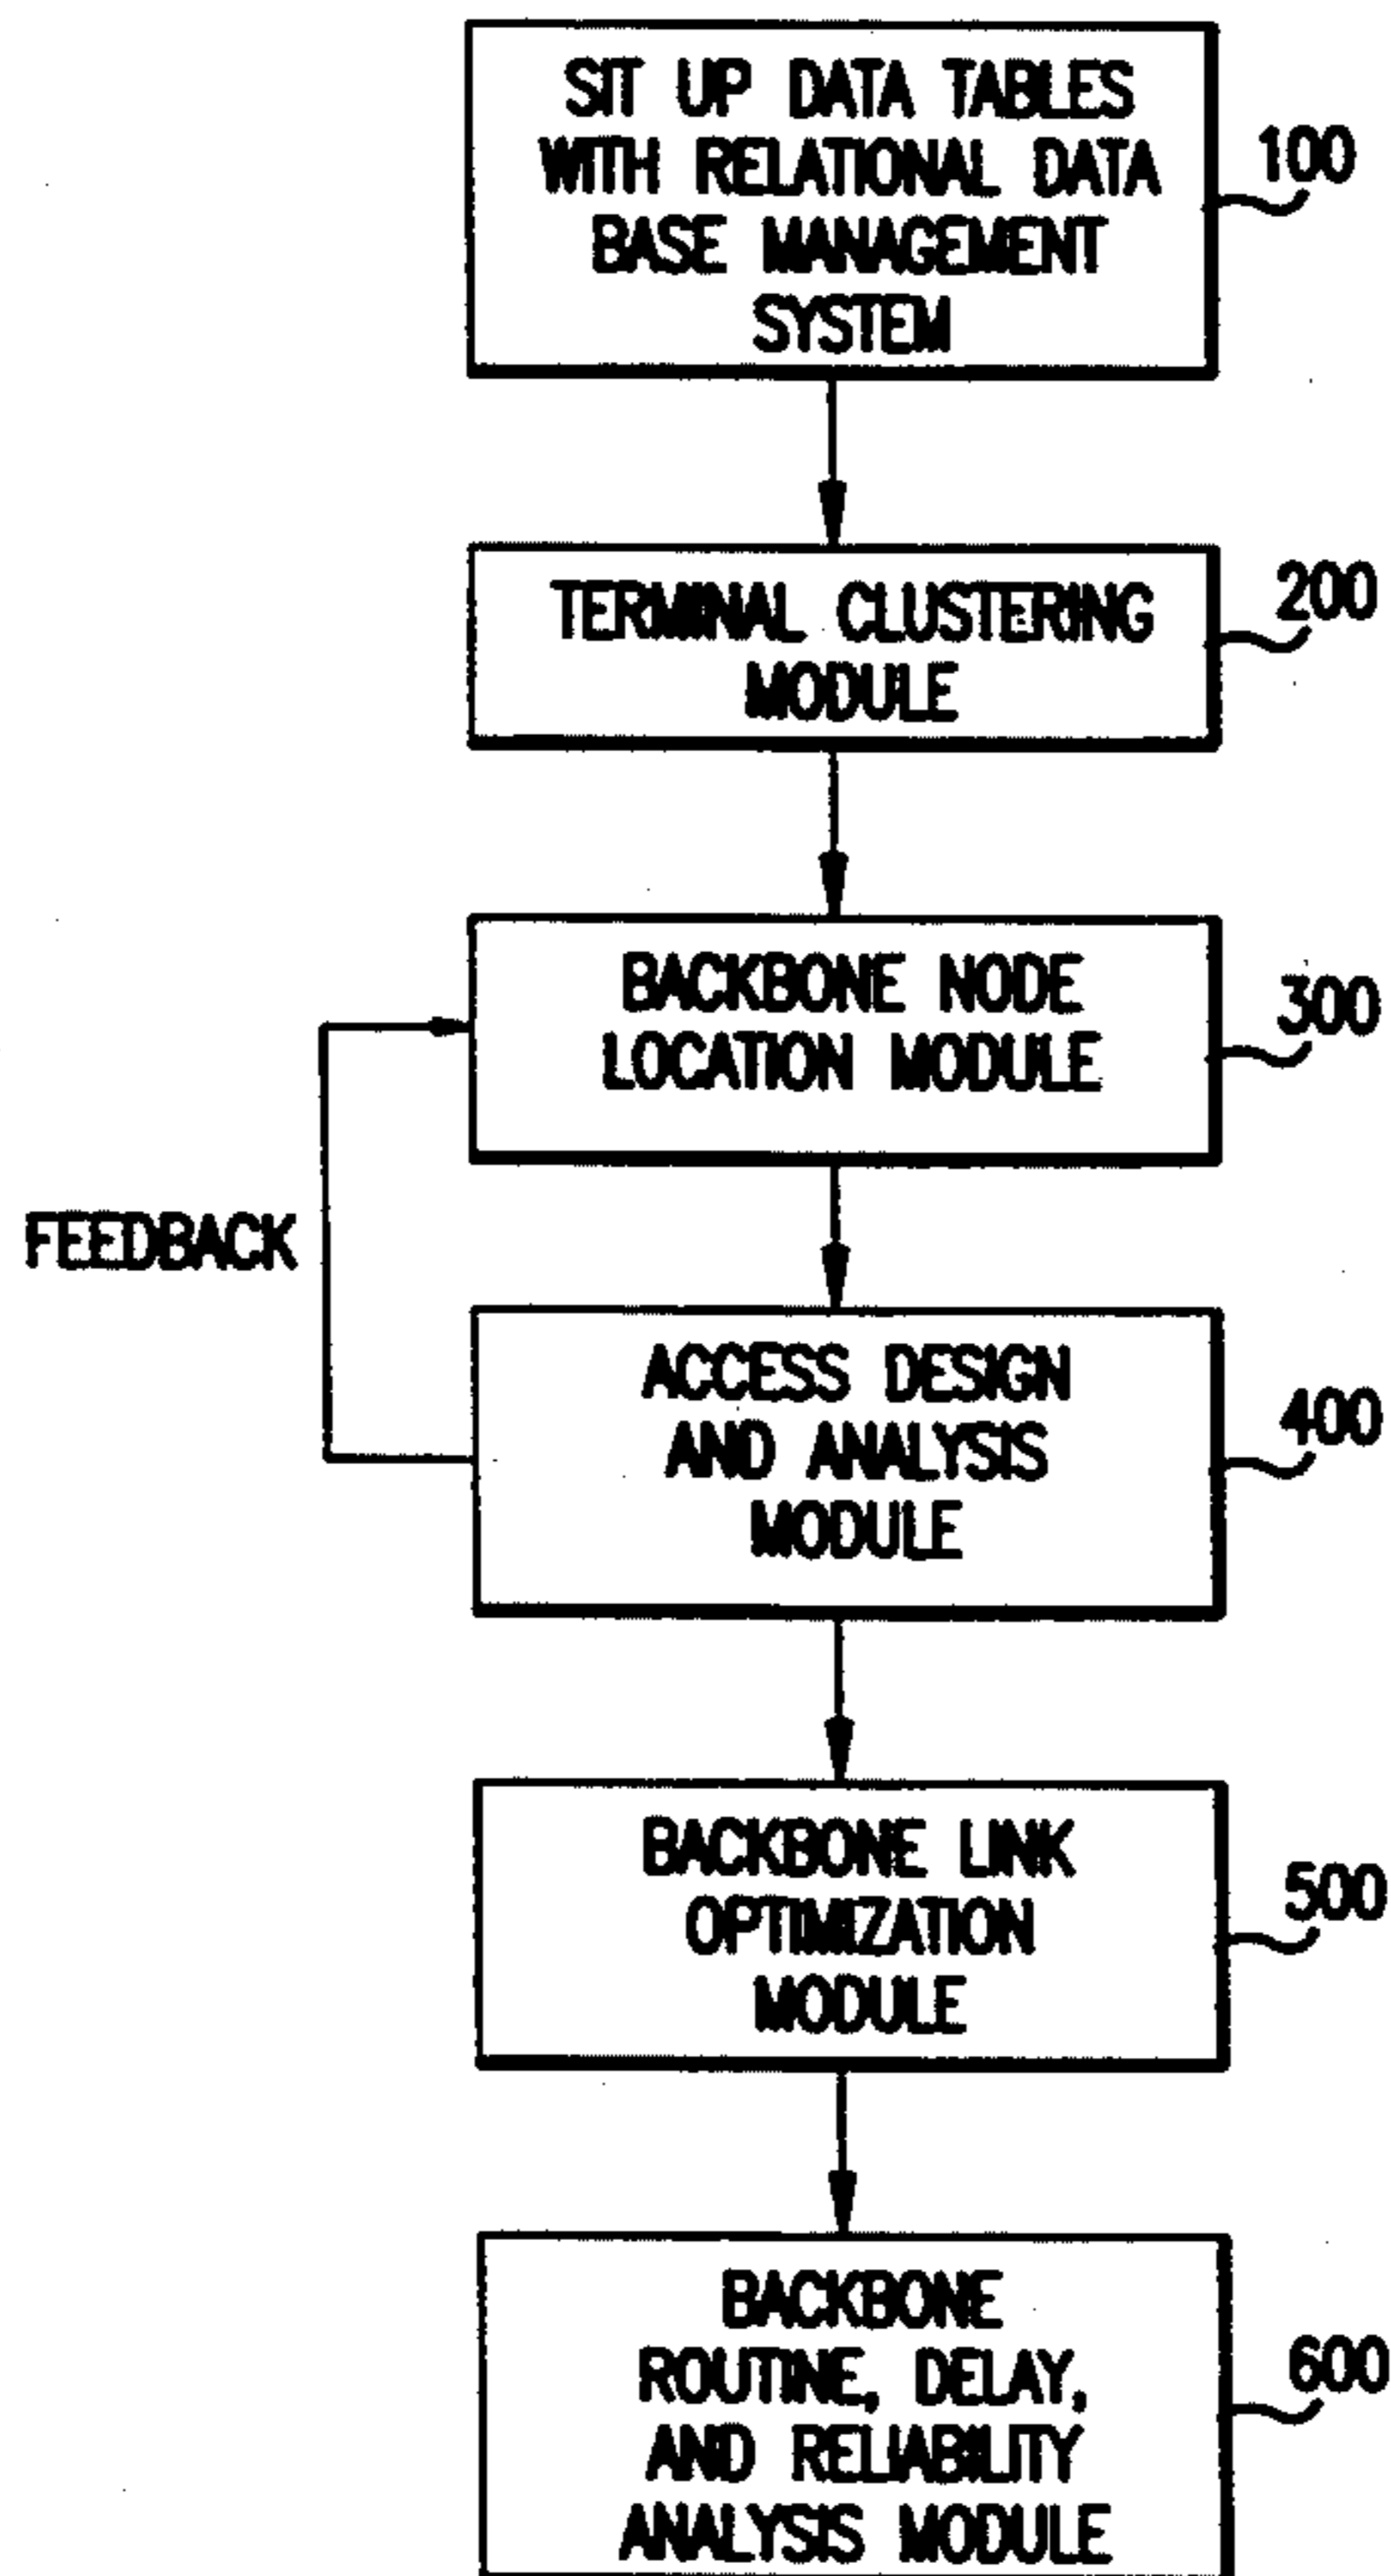 SIT UP DATA TABLES
WITH RELATIONAL DATA
BASE MANAGEMENT
SYSTEM
100
TERMINAL CLUSTERING
MODULE
200
BACKBONE NODE
LOCATION MODULE
300
FEEDBACK
ACCESS DESIGN
AND ANALYSIS
MODULE
400
BACKBONE LINK
OPTIMIZATION
MODULE
500
BACKBONE
ROUTINE, DELAY,
AND RELIABILITY
ANALYSIS MODULE
600